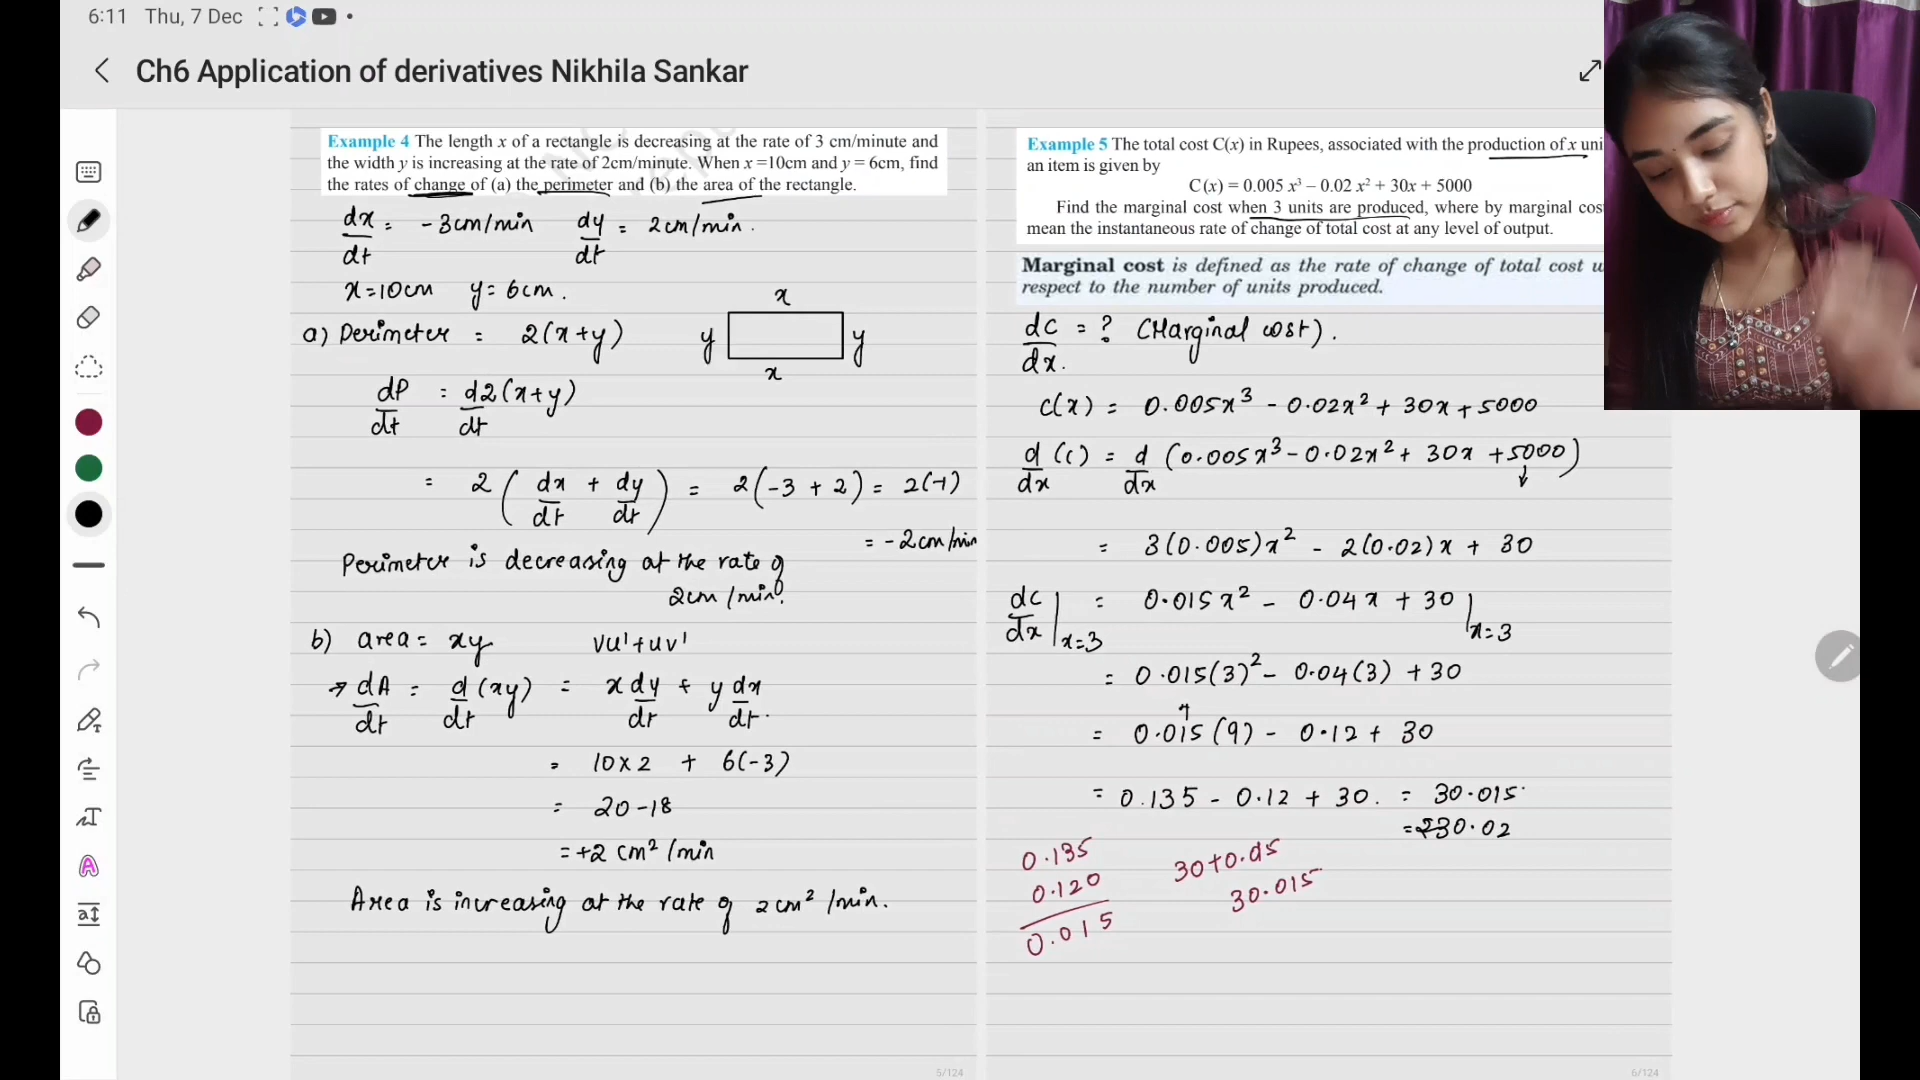 6:11 Thu, 7 Dec
Ch6 Application of derivatives Nikhila Sankar
Example 4 The length x of a rectangle is decreasing at the rate of 3 cm/minute and
the width y is increasing at the rate of 2cm/minute. When x =10cm and y = 6cm, find
the rates of change of (a) the perimeter and (b) the area of the rectangle.
dx/dt = -3cm/min dy/dt = 2cm/min.
x=10cm y=6cm.
x
a) Perimeter = 2(x+y) y y
x
dP/dt = d2(x+y)/dt
= 2(dx/dt + dy/dt) = 2(-3 + 2) = 2(-1)
= -2cm/min
Perimeter is decreasing at the rate of
2cm/min.
b) area = xy vu'+uv'
→ dA/dt = d/dt (xy) = x dy/dt + y dx/dt.
= 10×2 + 6(-3)
= 20-18
= +2 cm²/min
Area is increasing at the rate of 2cm²/min.
5/124
Example 5 The total cost C(x) in Rupees, associated with the production of x uni
an item is given by
C(x) = 0.005 x³ – 0.02 x² + 30x + 5000
Find the marginal cost when 3 units are produced, where by marginal cos
mean the instantaneous rate of change of total cost at any level of output.
Marginal cost is defined as the rate of change of total cost w
respect to the number of units produced.
dc/dx. = ? (Marginal cost).
c(x) = 0.005x³ - 0.02x² + 30x + 5000
d/dx (c) = d/dx (0.005x³ - 0.02x² + 30x + 5000)
= 3(0.005)x² - 2(0.02)x + 30
dc/dx |x=3 = 0.015x² - 0.04x + 30 |x=3
= 0.015(3)² - 0.04(3) + 30
4
= 0.015(9) - 0.12 + 30
= 0.135 - 0.12 + 30. = 30.015
= 30.02
0.135
0.120
0.015
30+0.015
30.015
6/124